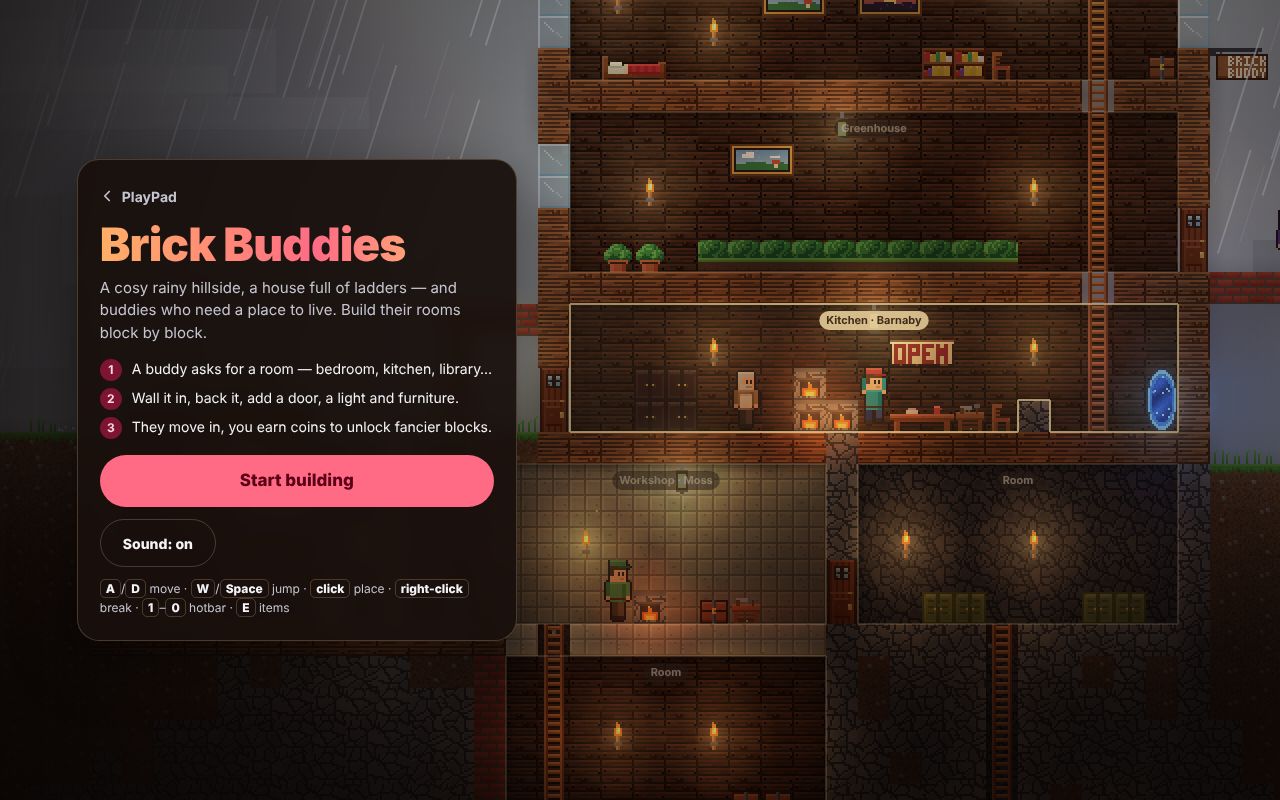 PlayPad
Brick Buddies
A cosy rainy hillside, a house full of ladders — and
buddies who need a place to live. Build their rooms
block by block.
1 A buddy asks for a room — bedroom, kitchen, library...
2 Wall it in, back it, add a door, a light and furniture.
3 They move in, you earn coins to unlock fancier blocks.
Start building
Sound: on
A / D move · W / Space jump · click place · right-click
break · 1 – 0 hotbar · E items
BRICK
BUDDY
Greenhouse
Kitchen · Barnaby
OPEN
Workshop · Moss
Room
Room